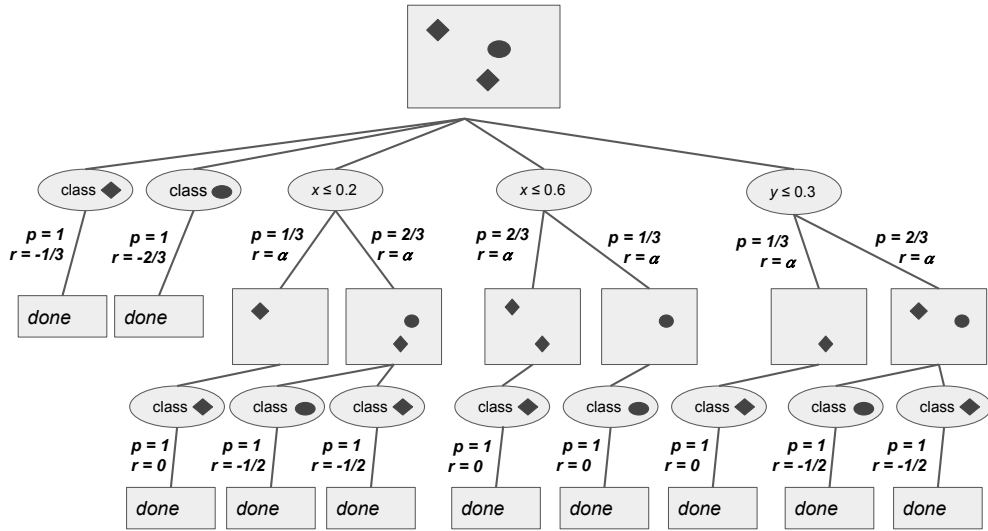 class
class
x ≤ 0.2
x ≤ 0.6
y ≤ 0.3
p = 1
r = -1/3
p = 1
r = -2/3
p = 1/3
r = α
p = 2/3
r = α
p = 2/3
r = α
p = 1/3
r = α
p = 1/3
r = α
p = 2/3
r = α
done
done
class
class
class
class
class
class
class
class
p = 1
r = 0
p = 1
r = -1/2
p = 1
r = -1/2
p = 1
r = 0
p = 1
r = 0
p = 1
r = 0
p = 1
r = -1/2
p = 1
r = -1/2
done
done
done
done
done
done
done
done